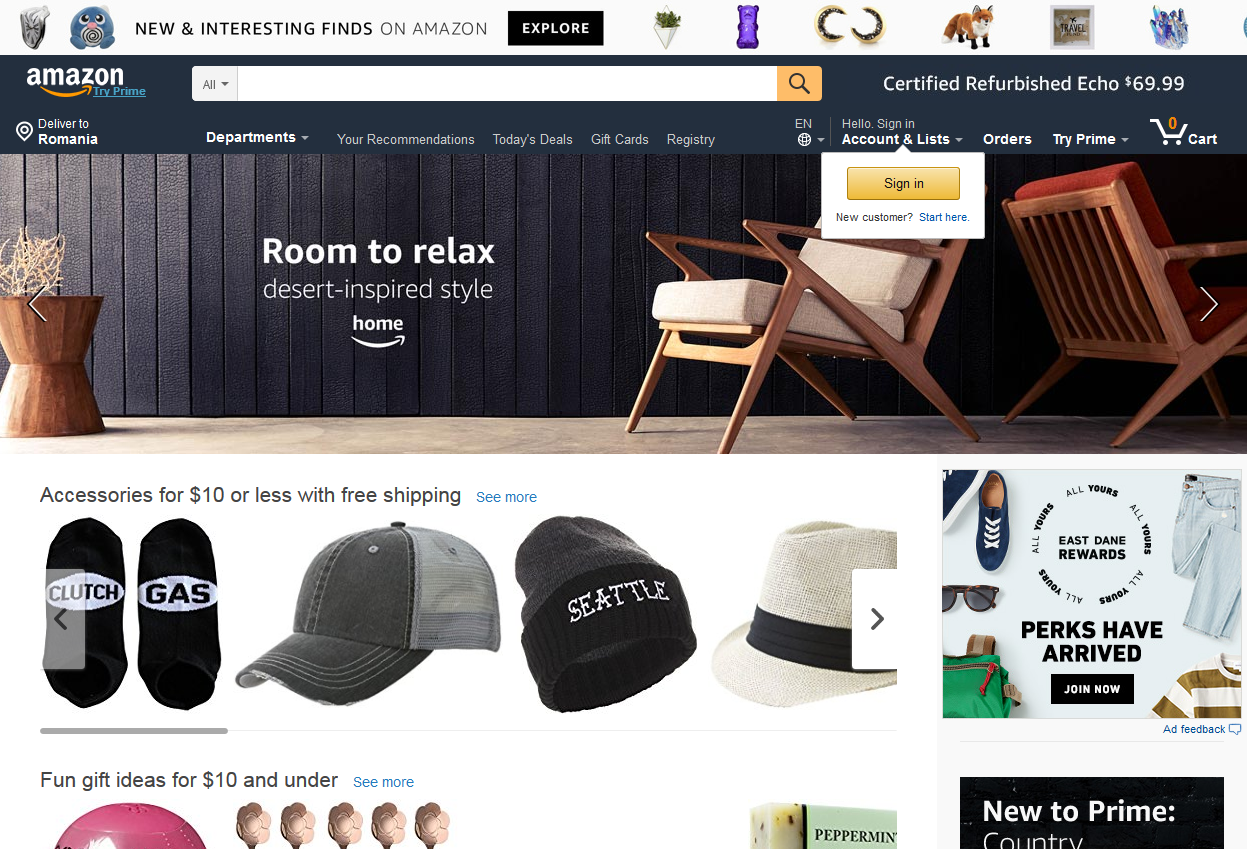 NEW & INTERESTING FINDS ON AMAZON
EXPLORE
TRAVEL
amazon
Try Prime
All
Certified Refurbished Echo $69.99
Deliver to
Romania
Departments
Your Recommendations
Today's Deals
Gift Cards
Registry
EN
Hello. Sign in
Account & Lists
Orders
Try Prime
0
Cart
Sign in
New customer? Start here.
Room to relax
desert-inspired style
home
Accessories for $10 or less with free shipping
See more
CLUTCH
GAS
SEATTLE
ALL YOURS
ALL YOURS
ALL YOURS
ALL YOURS
ALL YOURS
EAST DANE
REWARDS
PERKS HAVE
ARRIVED
JOIN NOW
Ad feedback
Fun gift ideas for $10 and under
See more
PEPPERMIN
New to Prime:
Country